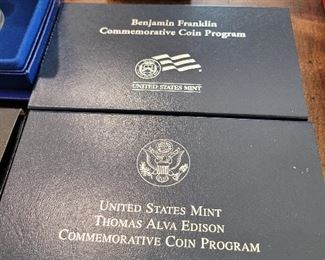 Benjamin Franklin
Commemorative Coin Program
UNITED STATES MINT
UNITED STATES MINT
THOMAS ALVA EDISON
COMMEMORATIVE COIN PROGRAM